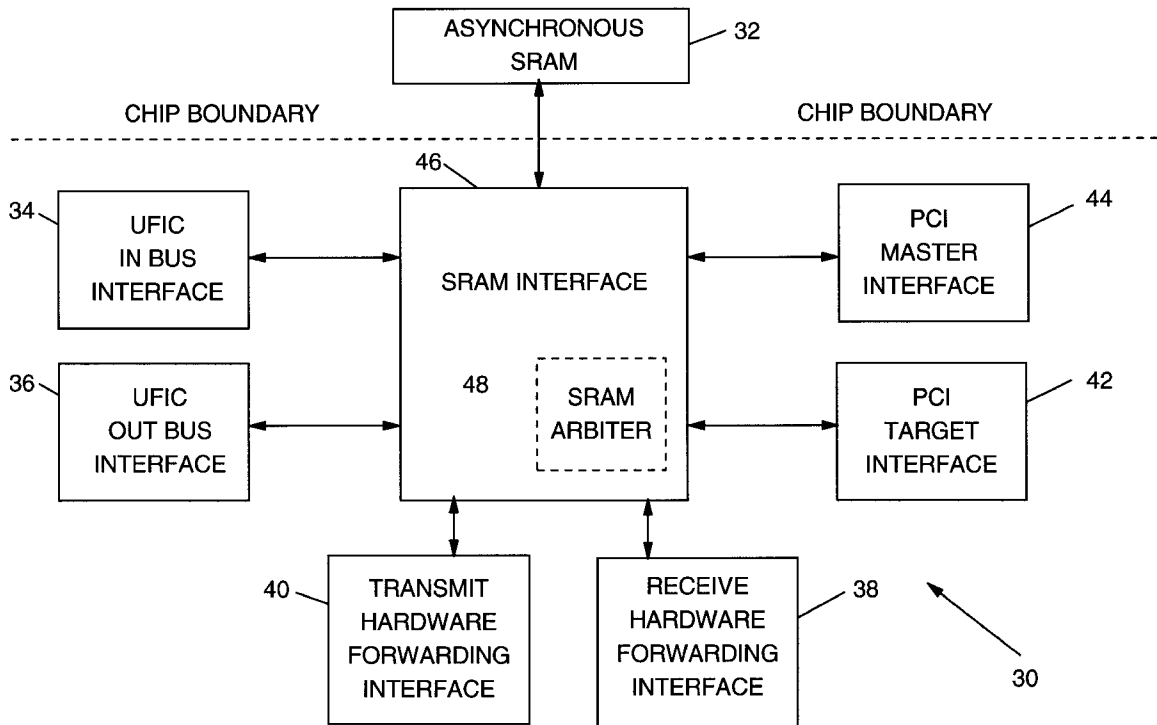 ASYNCHRONOUS
SRAM
32
CHIP BOUNDARY
CHIP BOUNDARY
46
34
UFIC
IN BUS
INTERFACE
SRAM INTERFACE
PCI
MASTER
INTERFACE
44
36
UFIC
OUT BUS
INTERFACE
48
SRAM
ARBITER
PCI
TARGET
INTERFACE
42
40
TRANSMIT
HARDWARE
FORWARDING
INTERFACE
RECEIVE
HARDWARE
FORWARDING
INTERFACE
38
30